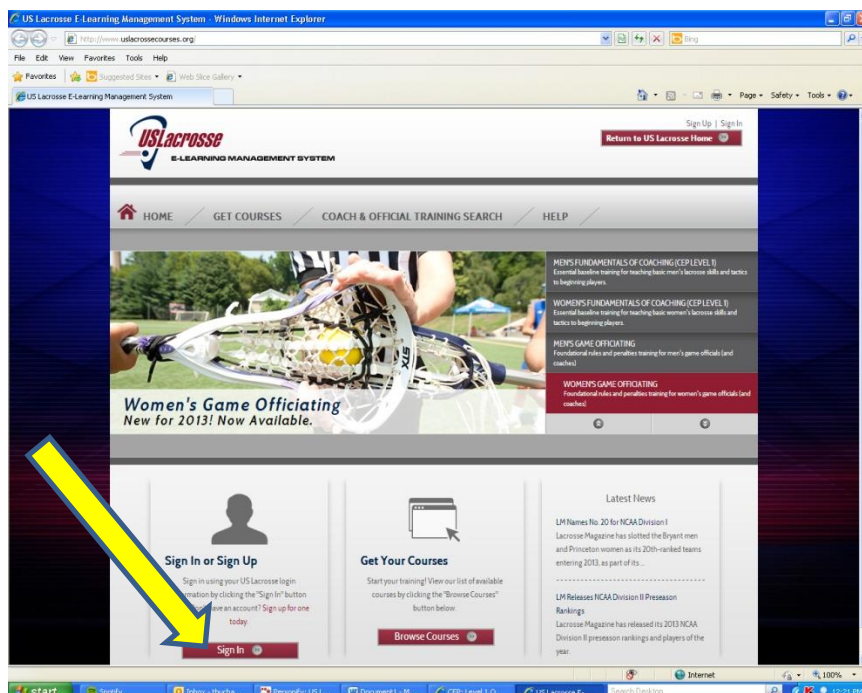 US Lacrosse E-Learning Management System - Windows Internet Explorer
http://www.uslacrossecourses.org/
Bing
File Edit View Favorites Tools Help
Favorites Suggested Sites Web Slice Gallery
US Lacrosse E-Learning Management System
Page Safety Tools
Sign Up | Sign In
Return to US Lacrosse Home
USLacrosse
E-LEARNING MANAGEMENT SYSTEM
HOME GET COURSES COACH & OFFICIAL TRAINING SEARCH HELP
MEN'S FUNDAMENTALS OF COACHING (CEP LEVEL 1)
Essential baseline training for teaching basic men's lacrosse skills and tactics
to beginning players.
WOMEN'S FUNDAMENTALS OF COACHING (CEP LEVEL 1)
Essential baseline training for teaching basic women's lacrosse skills and
tactics to beginning players.
MEN'S GAME OFFICIATING
Foundational rules and penalties training for men's game officials (and
coaches)
WOMEN'S GAME OFFICIATING
Foundational rules and penalties training for women's game officials (and
coaches)
STX
Women's Game Officiating
New for 2013! Now Available.
Sign In or Sign Up
Sign in using your US Lacrosse login
information by clicking the "Sign In" button
have an account? Sign up for one
today
Sign In
Get Your Courses
Start your training! View our list of available
courses by clicking the "Browse Courses"
button below.
Browse Courses
Latest News
LM Names No. 20 for NCAA Division I
Lacrosse Magazine has slotted the Bryant men
and Princeton women as its 20th-ranked teams
entering 2013, as part of its...
LM Releases NCAA Division II Preseason
Rankings
Lacrosse Magazine has released its 2013 NCAA
Division II preseason rankings and players of the
year.
Internet 100%
start Spotify Inbox - Document1 - M CEP: Level 1 O US Lacrosse E- Search Desktop 12:21 PM